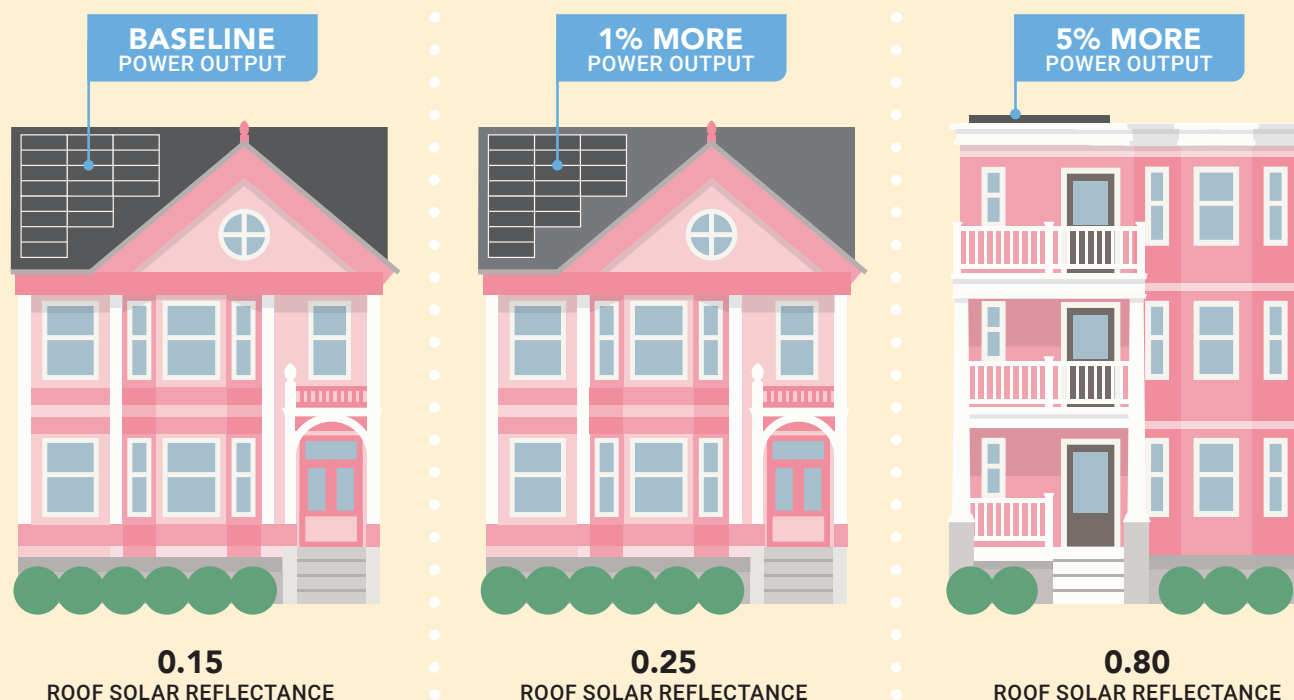 BASELINE
POWER OUTPUT
1% MORE
POWER OUTPUT
5% MORE
POWER OUTPUT
0.15
ROOF SOLAR REFLECTANCE
0.25
ROOF SOLAR REFLECTANCE
0.80
ROOF SOLAR REFLECTANCE